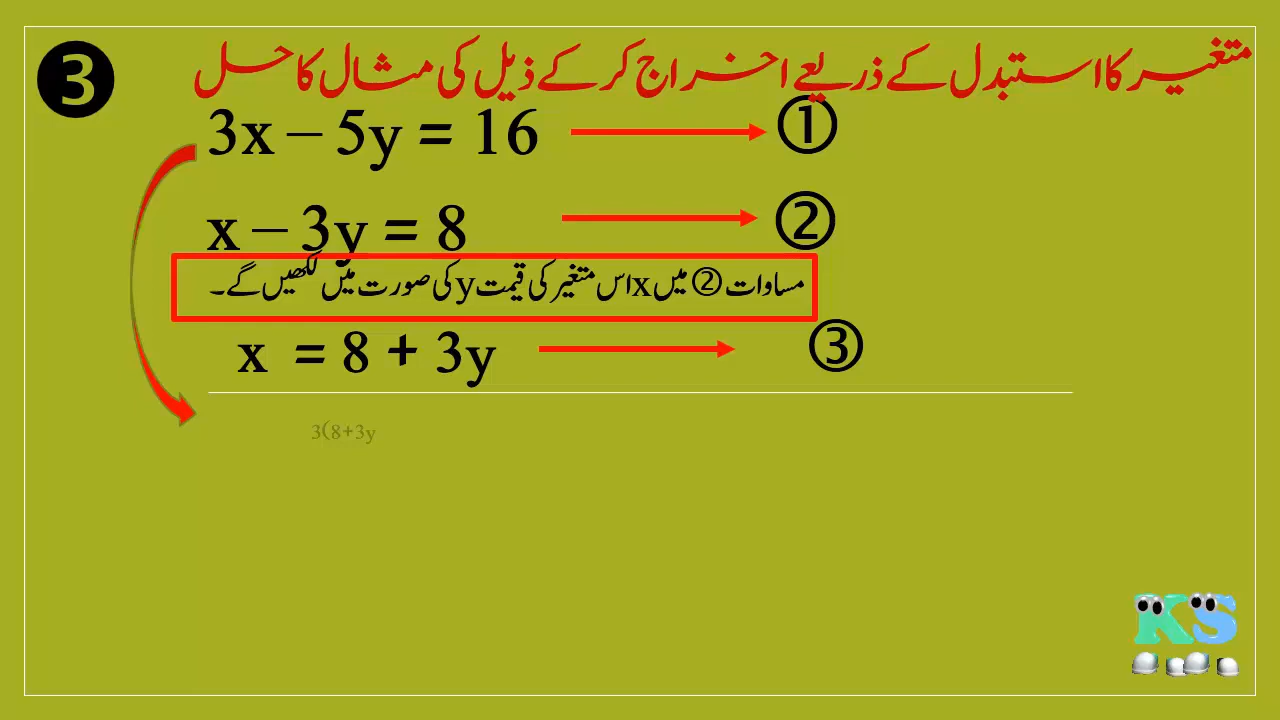 ❸
متغیر کا استبدل کے ذریعے اخراج کر کے ذیل کی مثال کا حل
3x – 5y = 16 ①
x – 3y = 8 ②
مساوات ② میں x اس متغیر کی قیمت y کی صورت میں لکھیں گے۔
x = 8 + 3y ③
3(8+3y
KS